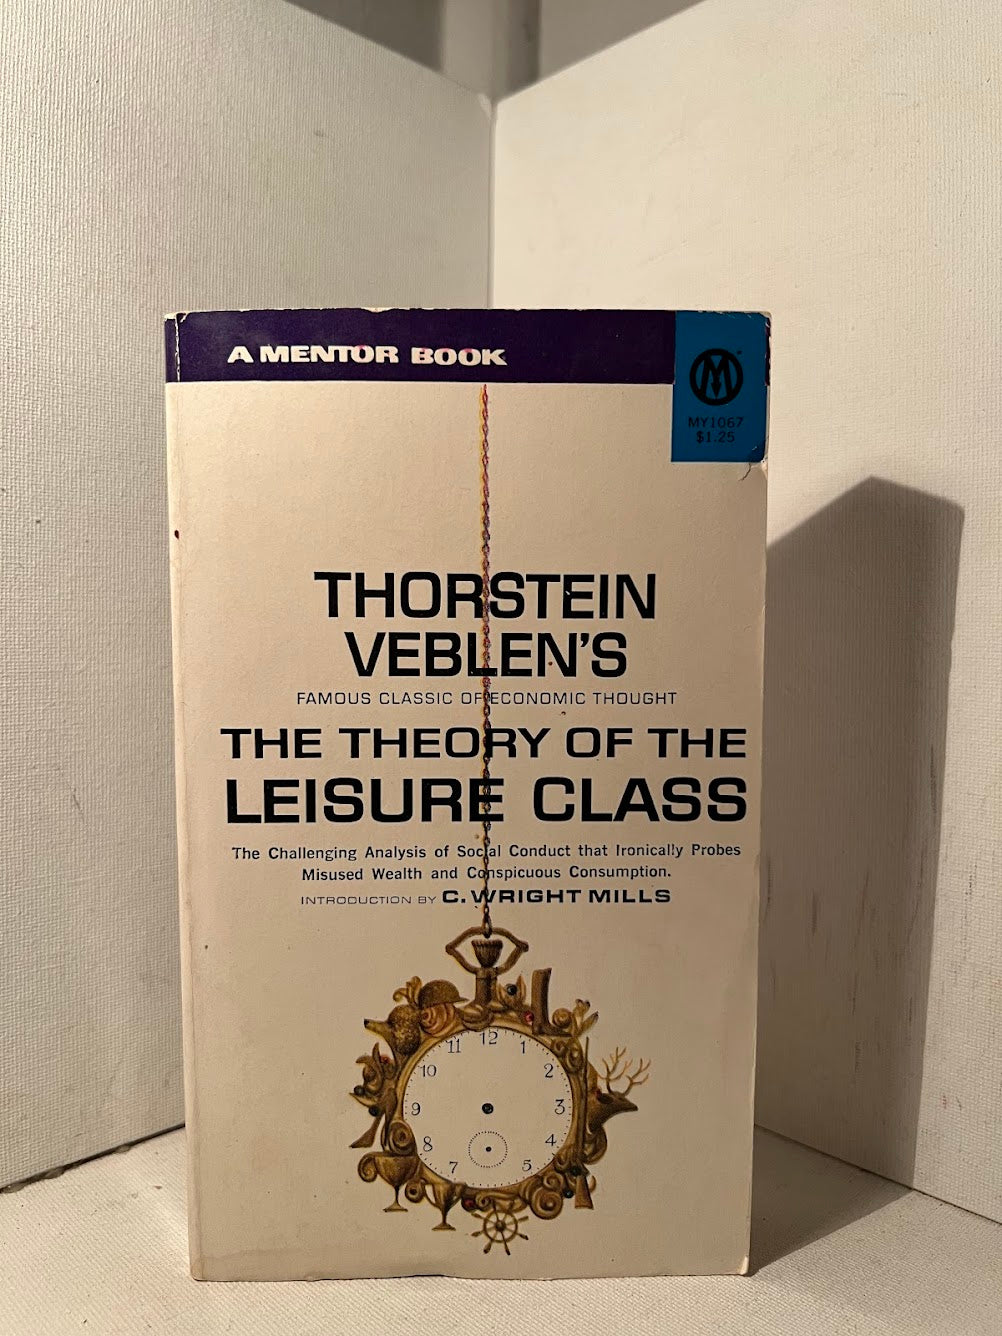 A MENTOR BOOK
M
MY1067
$1.25
THORSTEIN
VEBLEN'S
FAMOUS CLASSIC OF ECONOMIC THOUGHT
THE THEORY OF THE
LEISURE CLASS
The Challenging Analysis of Social Conduct that Ironically Probes
Misused Wealth and Conspicuous Consumption.
INTRODUCTION BY C. WRIGHT MILLS
12
11 1
10 2
9 3
8 4
7 5